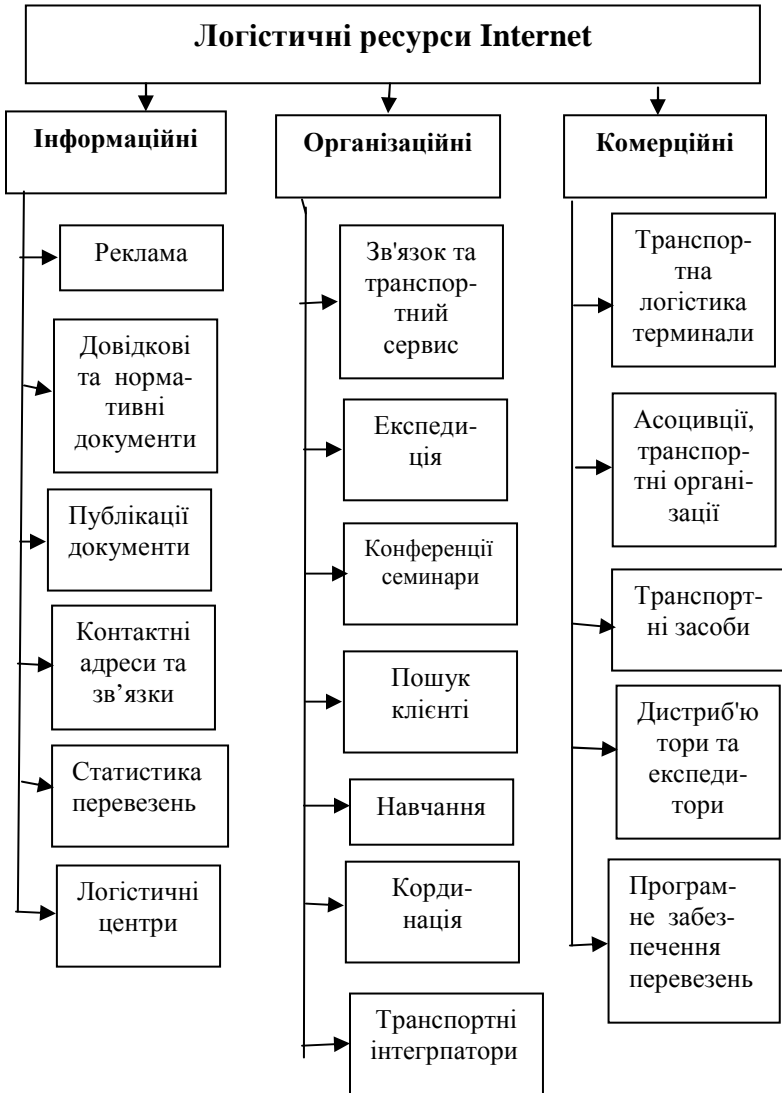 Логістичні ресурси Internet
Інформаційні
Реклама
Довідкові
та норма-
тивні
документи
Публікації
документи
Контактні
адреси та
зв’язки
Статистика
перевезень
Логістичні
центри
Організаційні
Зв'язок та
транспор-
тний
сервис
Експеди-
ція
Конференції
семинари
Пошук
клієнті
Навчання
Корди-
нація
Транспортні
інтегрпатори
Комерційні
Транспор-
тна
логістика
терминали
Асоцивції,
транспор-
тні органі-
зації
Транспорт-
ні засоби
Дистриб'ю
тори та
експеди-
тори
Програм-
не забез-
печення
перевезень